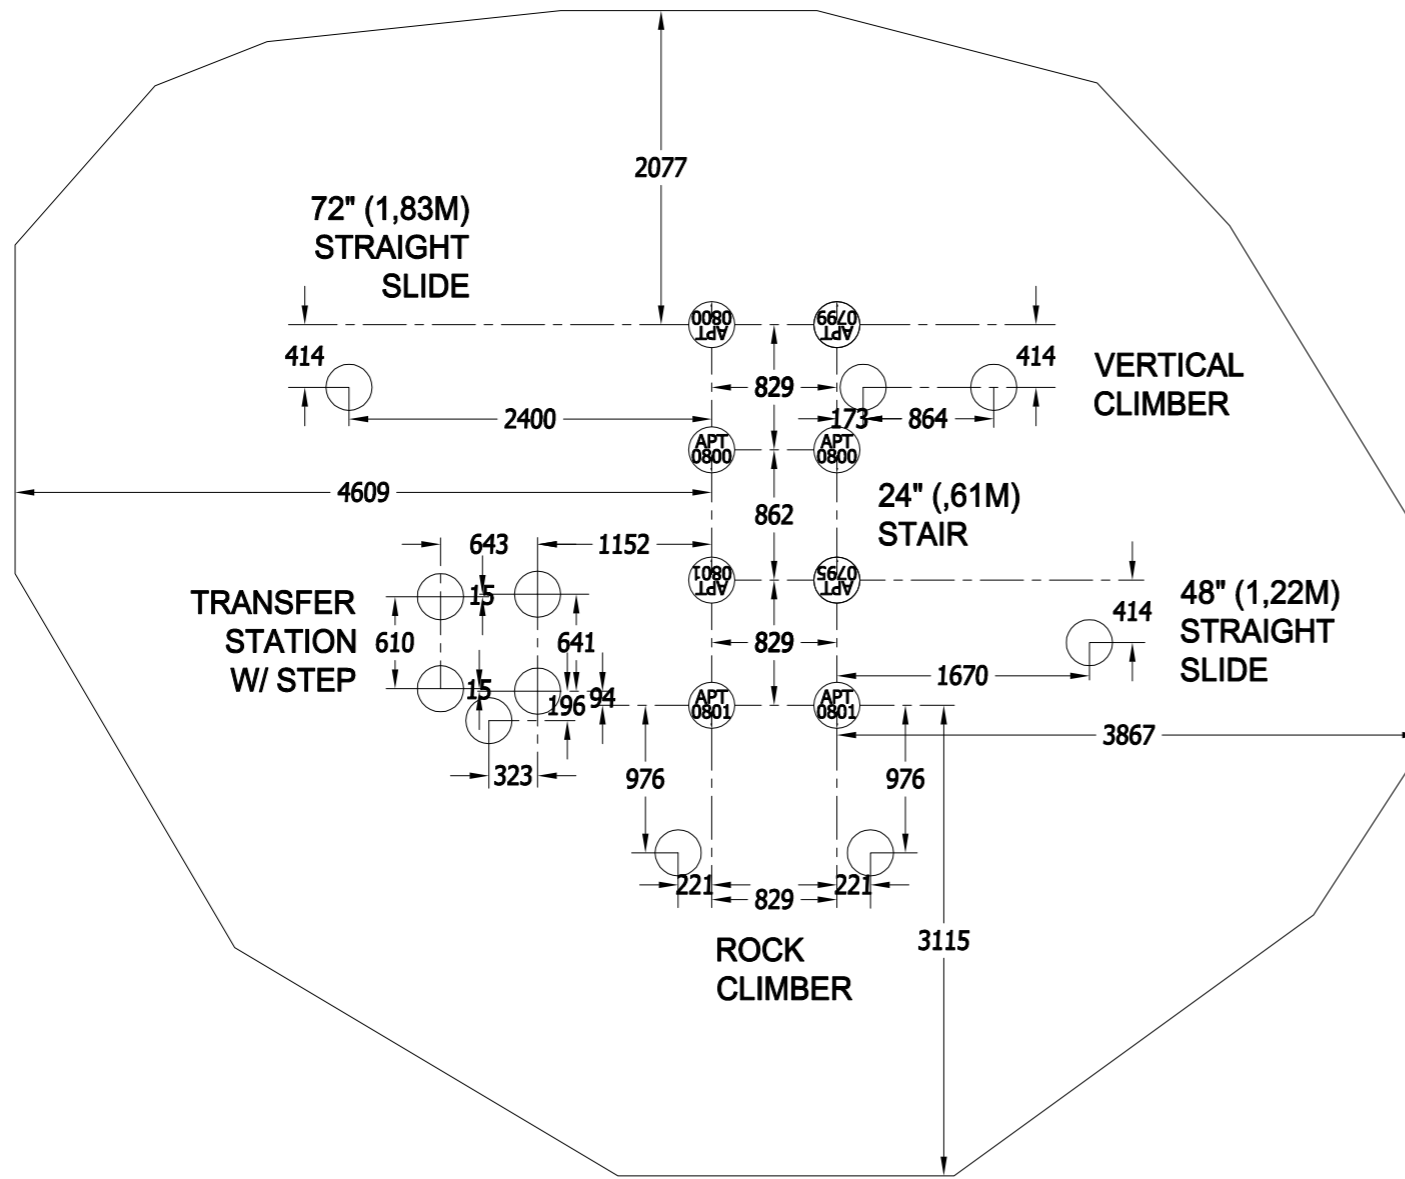 2077
72" (1,83M)
STRAIGHT
SLIDE
0800
APT
0799
APT
414
414
VERTICAL
CLIMBER
829
2400
173
864
APT
0800
APT
0800
4609
862
24" (,61M)
STAIR
643
1152
0801
APT
0795
APT
TRANSFER
STATION
W/ STEP
15
610
641
829
414
48" (1,22M)
STRAIGHT
SLIDE
1670
15
196
94
APT
0801
APT
0801
3867
323
976
976
221
829
221
ROCK
CLIMBER
3115